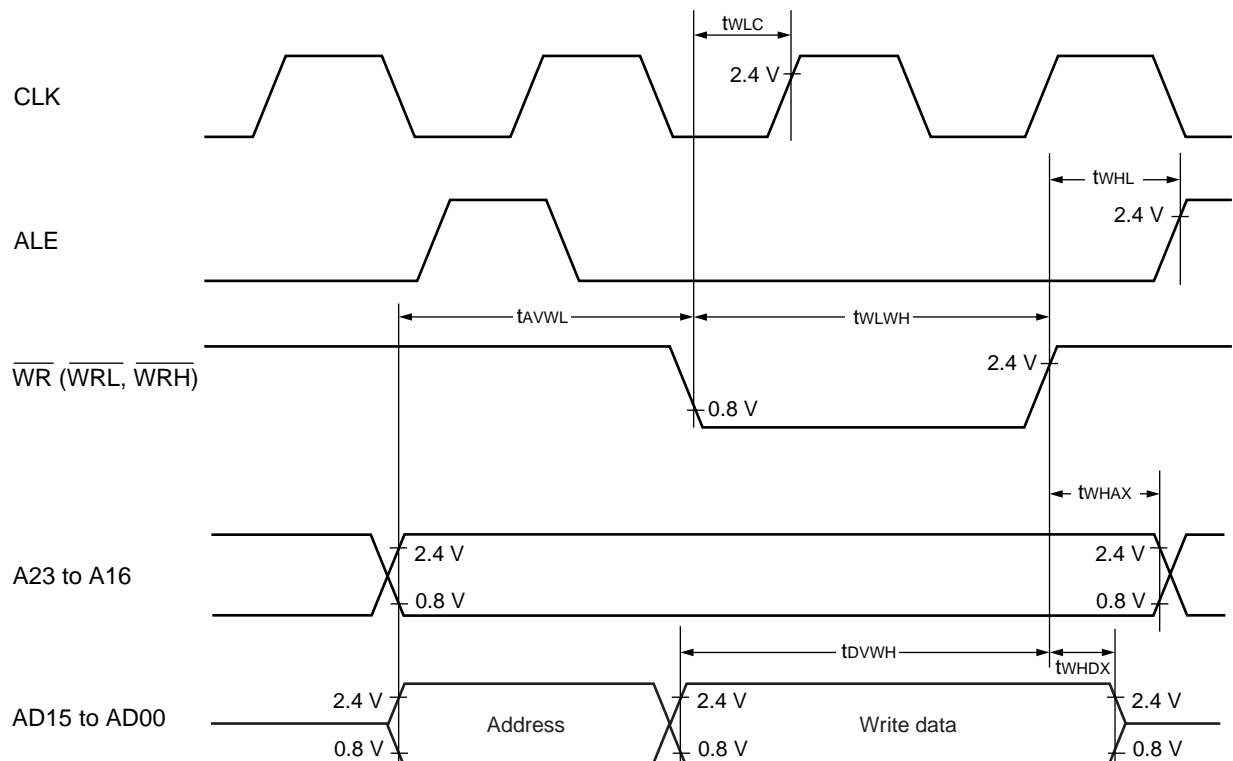 tWLC
2.4 V
CLK
tWHL
2.4 V
ALE
tAVWL
tWLWH
WR (WRL, WRH)
2.4 V
0.8 V
tWHAX
2.4 V
2.4 V
A23 to A16
0.8 V
0.8 V
tDVWH
tWHDX
2.4 V
2.4 V
2.4 V
AD15 to AD00
Address
Write data
0.8 V
0.8 V
0.8 V